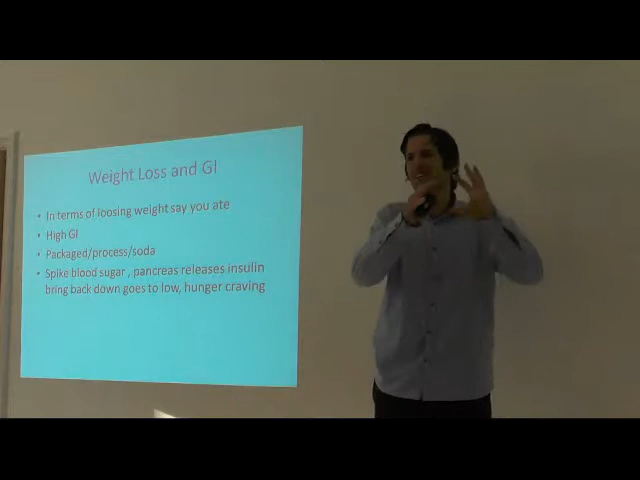 Weight Loss and GI
• In terms of loosing weight say you ate
• High GI
• Packaged/process/soda
• Spike blood sugar , pancreas releases insulin
bring back down goes to low, hunger craving